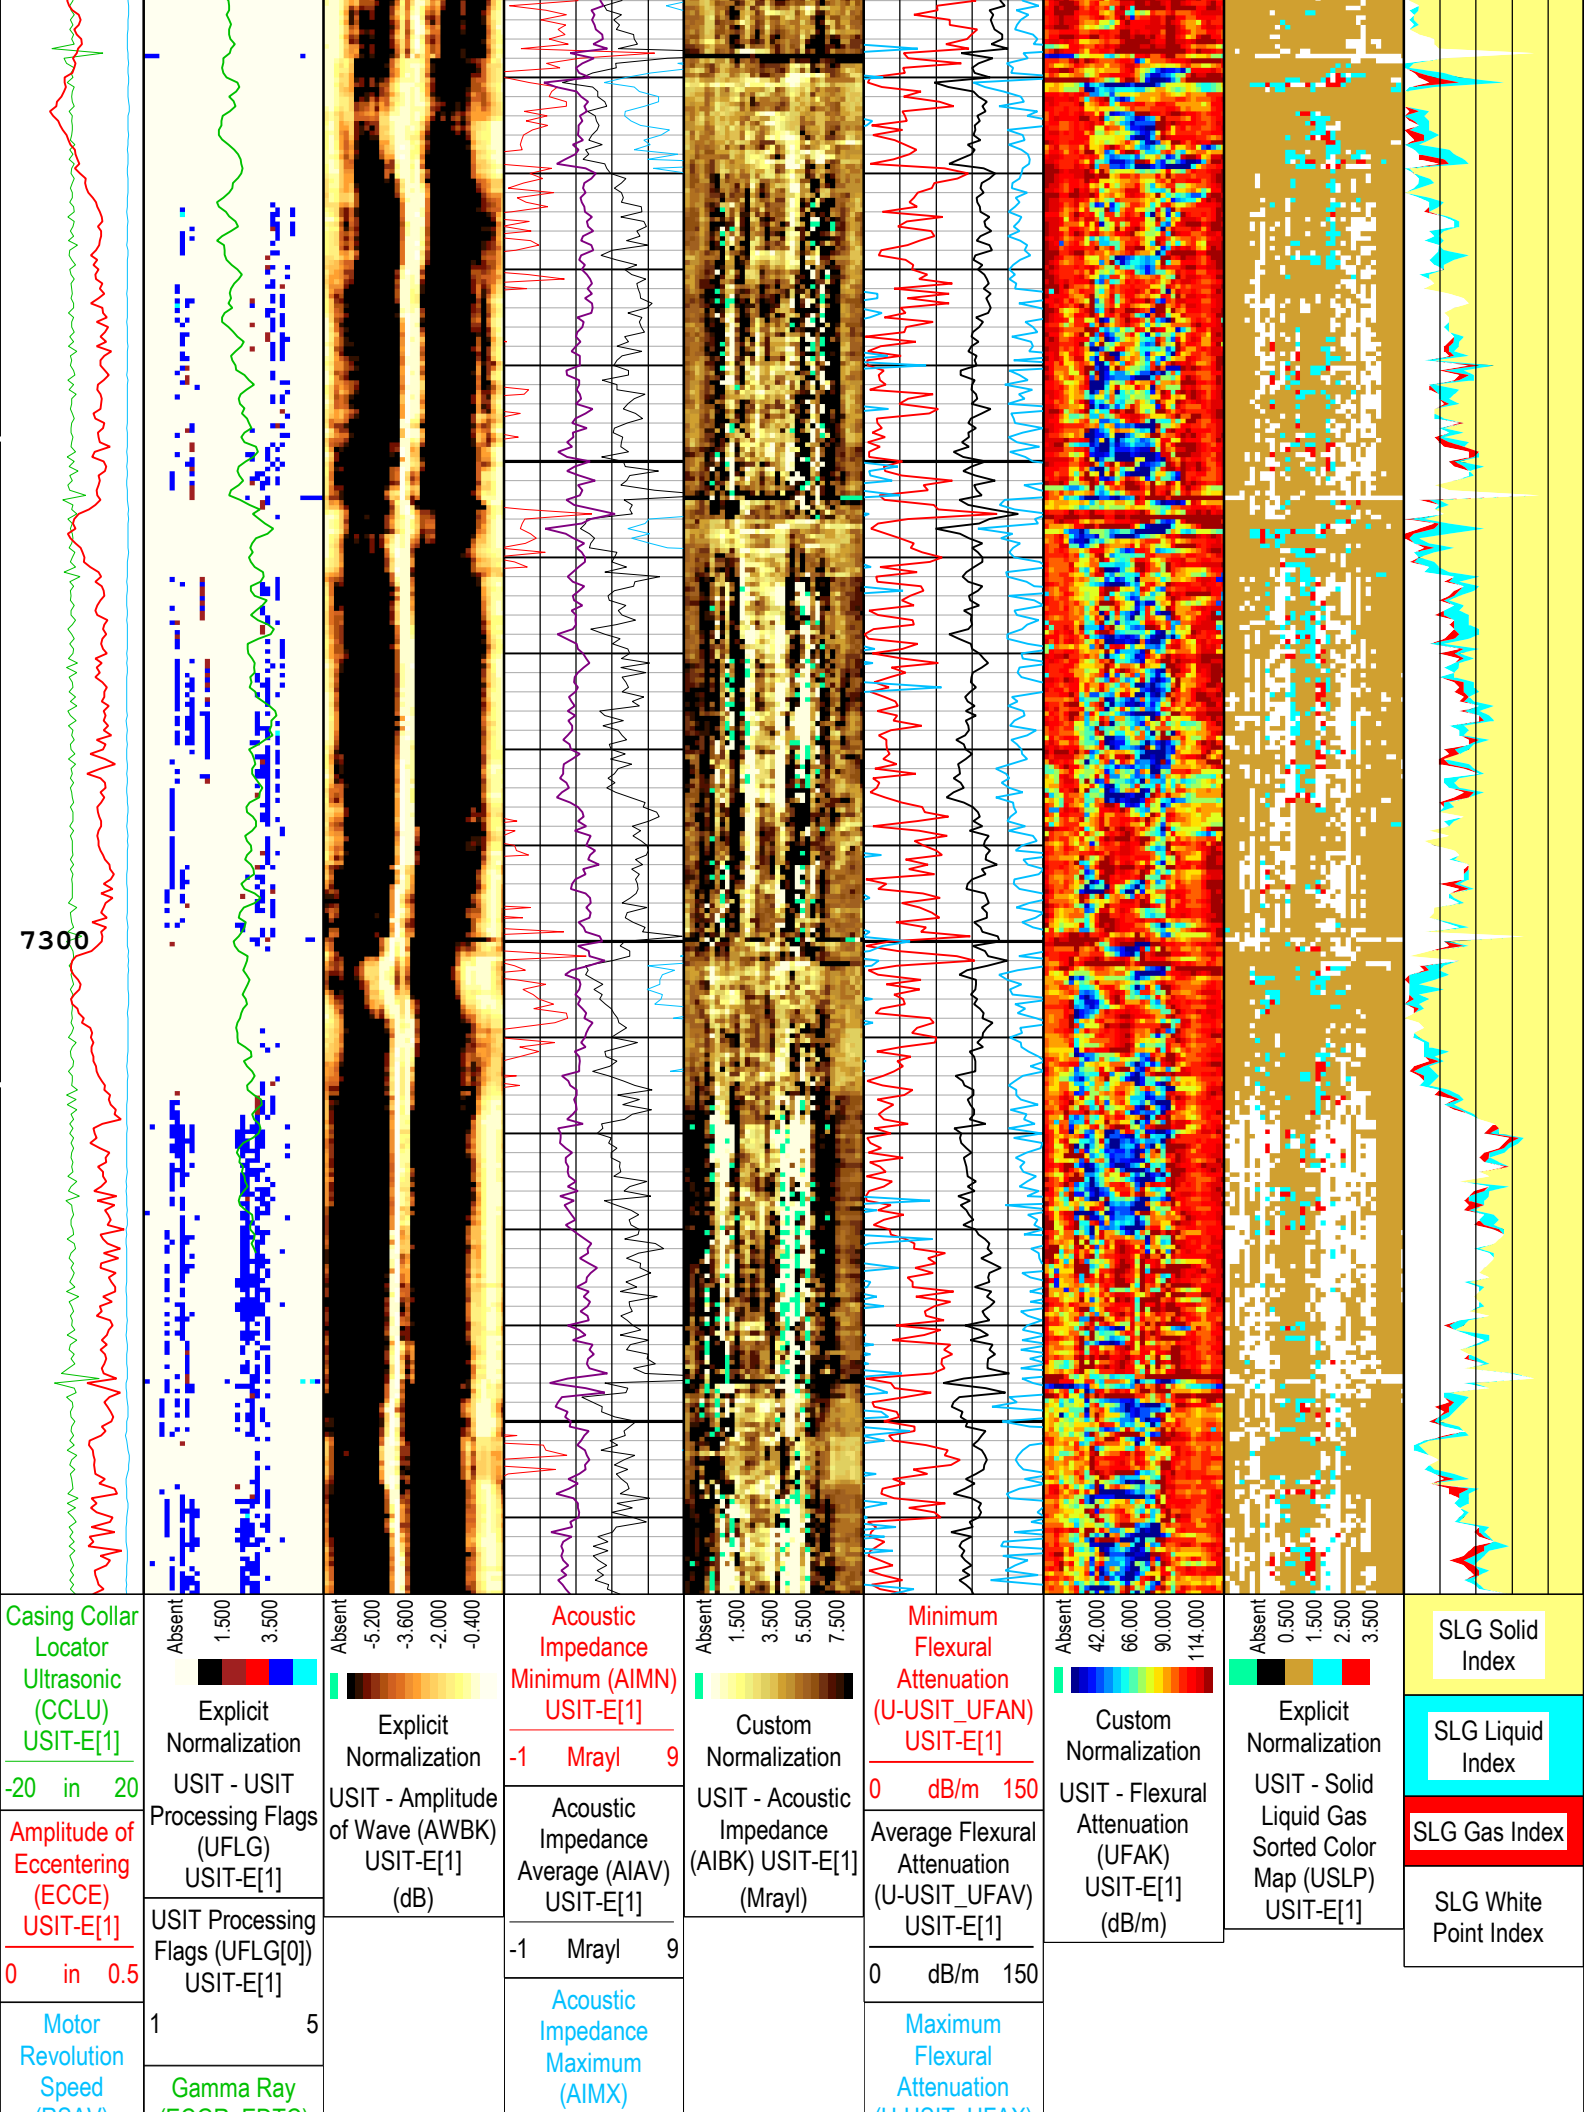 7300
Casing Collar
Locator
Ultrasonic
(CCLU)
USIT-E[1]
-20 in 20
Amplitude of
Eccentering
(ECCE)
USIT-E[1]
0 in 0.5
Motor
Revolution
Speed
Absent
1.500
3.500
Explicit
Normalization
USIT - USIT
Processing Flags
(UFLG)
USIT-E[1]
USIT Processing
Flags (UFLG[0])
USIT-E[1]
1 5
Gamma Ray
Absent
-5.200
-3.600
-2.000
-0.400
Explicit
Normalization
USIT - Amplitude
of Wave (AWBK)
USIT-E[1]
(dB)
Acoustic
Impedance
Minimum (AIMN)
USIT-E[1]
-1 Mrayl 9
Acoustic
Impedance
Average (AIAV)
USIT-E[1]
-1 Mrayl 9
Acoustic
Impedance
Maximum
(AIMX)
Absent
1.500
3.500
5.500
7.500
Custom
Normalization
USIT - Acoustic
Impedance
(AIBK) USIT-E[1]
(Mrayl)
Minimum
Flexural
Attenuation
(U-USIT_UFAN)
USIT-E[1]
0 dB/m 150
Average Flexural
Attenuation
(U-USIT_UFAV)
USIT-E[1]
0 dB/m 150
Maximum
Flexural
Attenuation
Absent
42.000
66.000
90.000
114.000
Custom
Normalization
USIT - Flexural
Attenuation
(UFAK)
USIT-E[1]
(dB/m)
Absent
0.500
1.500
2.500
3.500
Explicit
Normalization
USIT - Solid
Liquid Gas
Sorted Color
Map (USLP)
USIT-E[1]
SLG Solid
Index
SLG Liquid
Index
SLG Gas Index
SLG White
Point Index